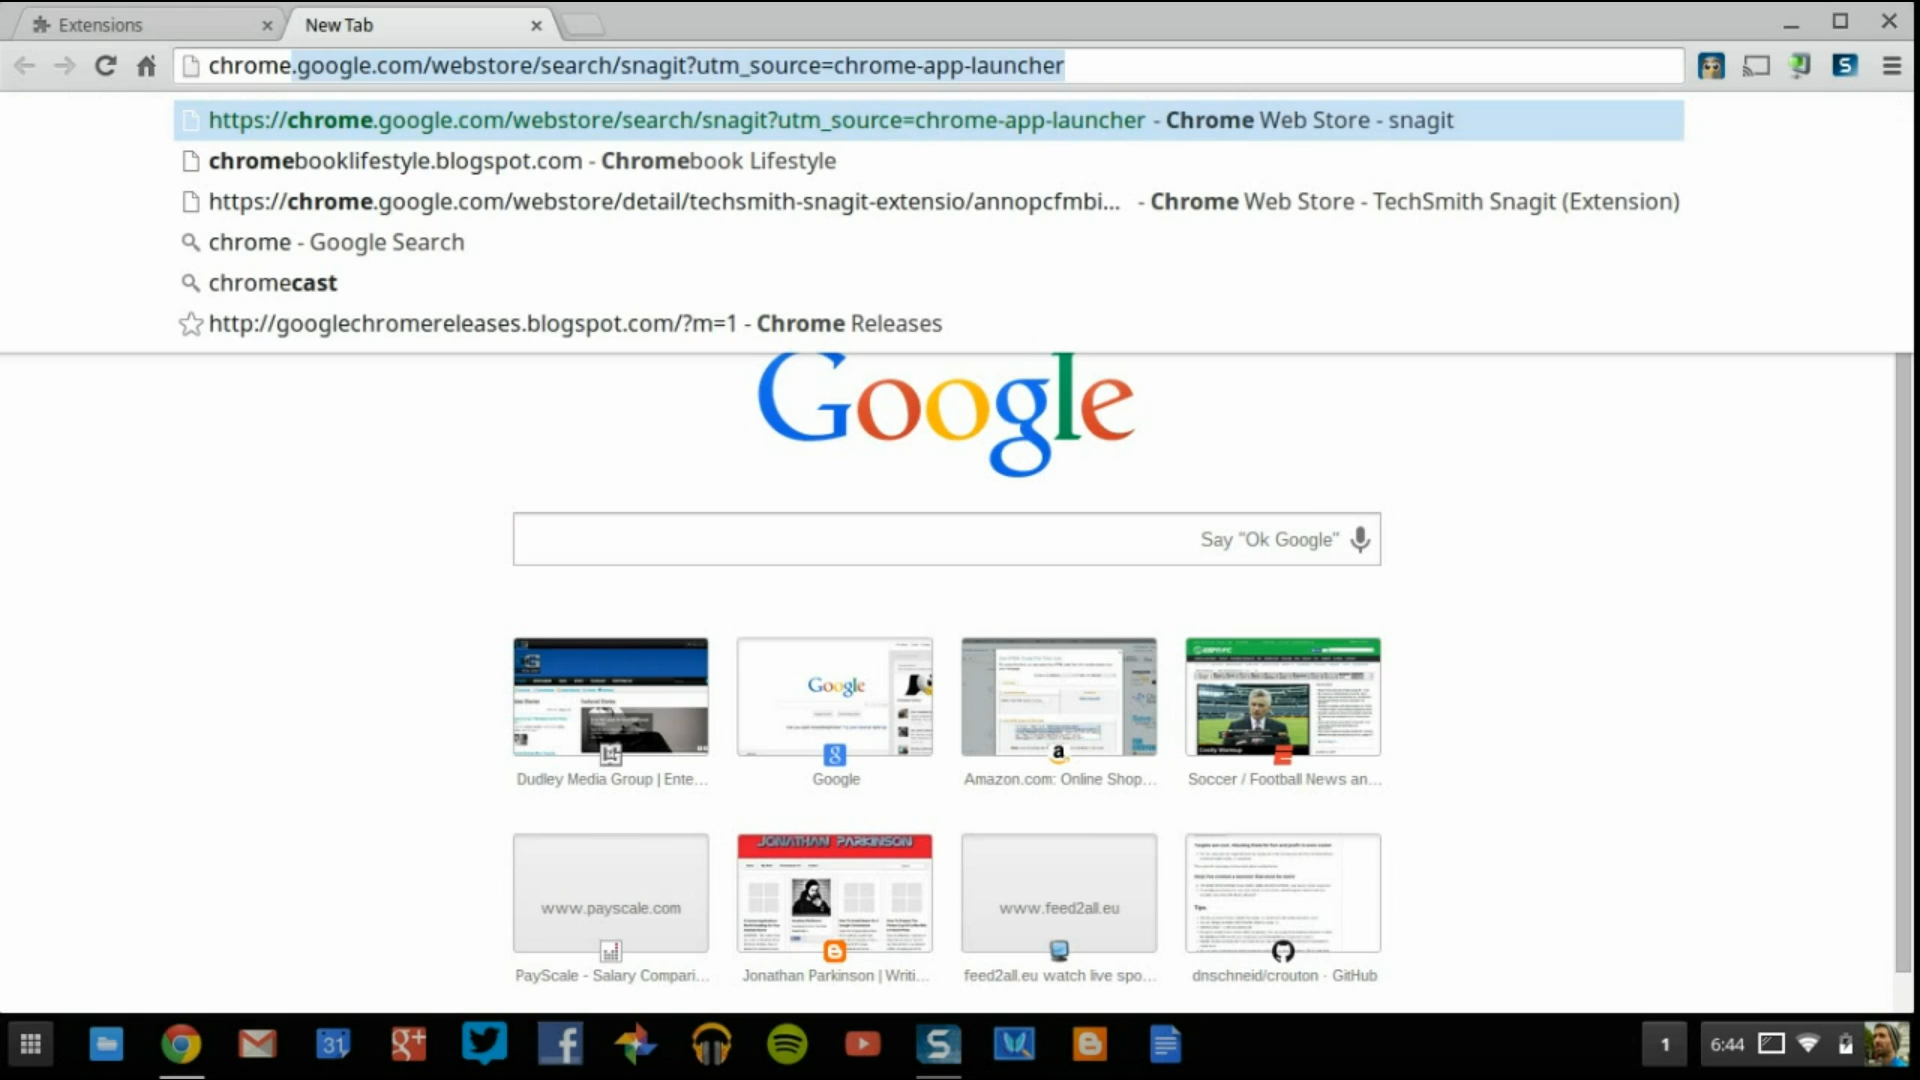 Extensions
New Tab
chrome.google.com/webstore/search/snagit?utm_source=chrome-app-launcher
https://chrome.google.com/webstore/search/snagit?utm_source=chrome-app-launcher - Chrome Web Store - snagit
chromebooklifestyle.blogspot.com - Chromebook Lifestyle
https://chrome.google.com/webstore/detail/techsmith-snagit-extensio/annopcfmbi... - Chrome Web Store - TechSmith Snagit (Extension)
chrome - Google Search
chromecast
http://googlechromereleases.blogspot.com/?m=1 - Chrome Releases
Google
Say "Ok Google"
Google
Dudley Media Group | Ente...
Google
Amazon.com: Online Shop...
Soccer / Football News an...
JONATHAN PARKINSON
www.payscale.com
www.feed2all.eu
Tips
PayScale - Salary Compari...
Jonathan Parkinson | Writi...
feed2all.eu watch live spo...
dnschneid/crouton · GitHub
31
g+
1
6:44